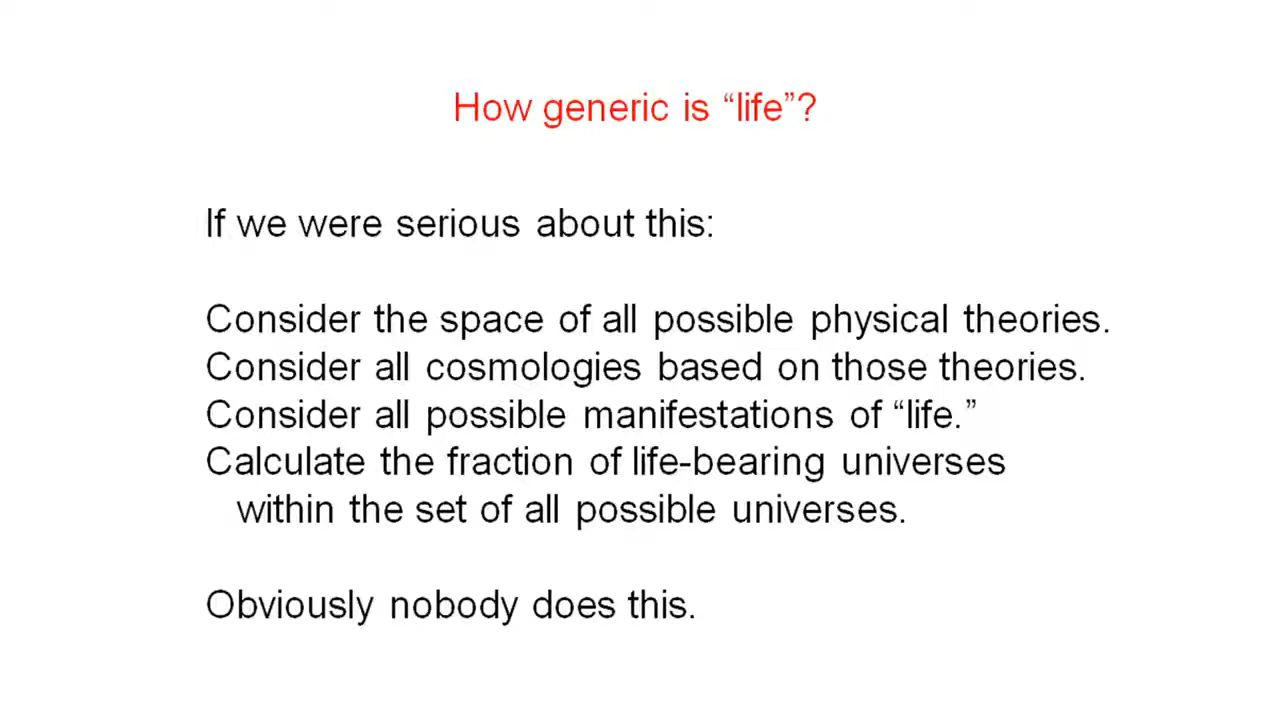 How generic is “life”?
If we were serious about this:
Consider the space of all possible physical theories.
Consider all cosmologies based on those theories.
Consider all possible manifestations of “life.”
Calculate the fraction of life-bearing universes
within the set of all possible universes.
Obviously nobody does this.